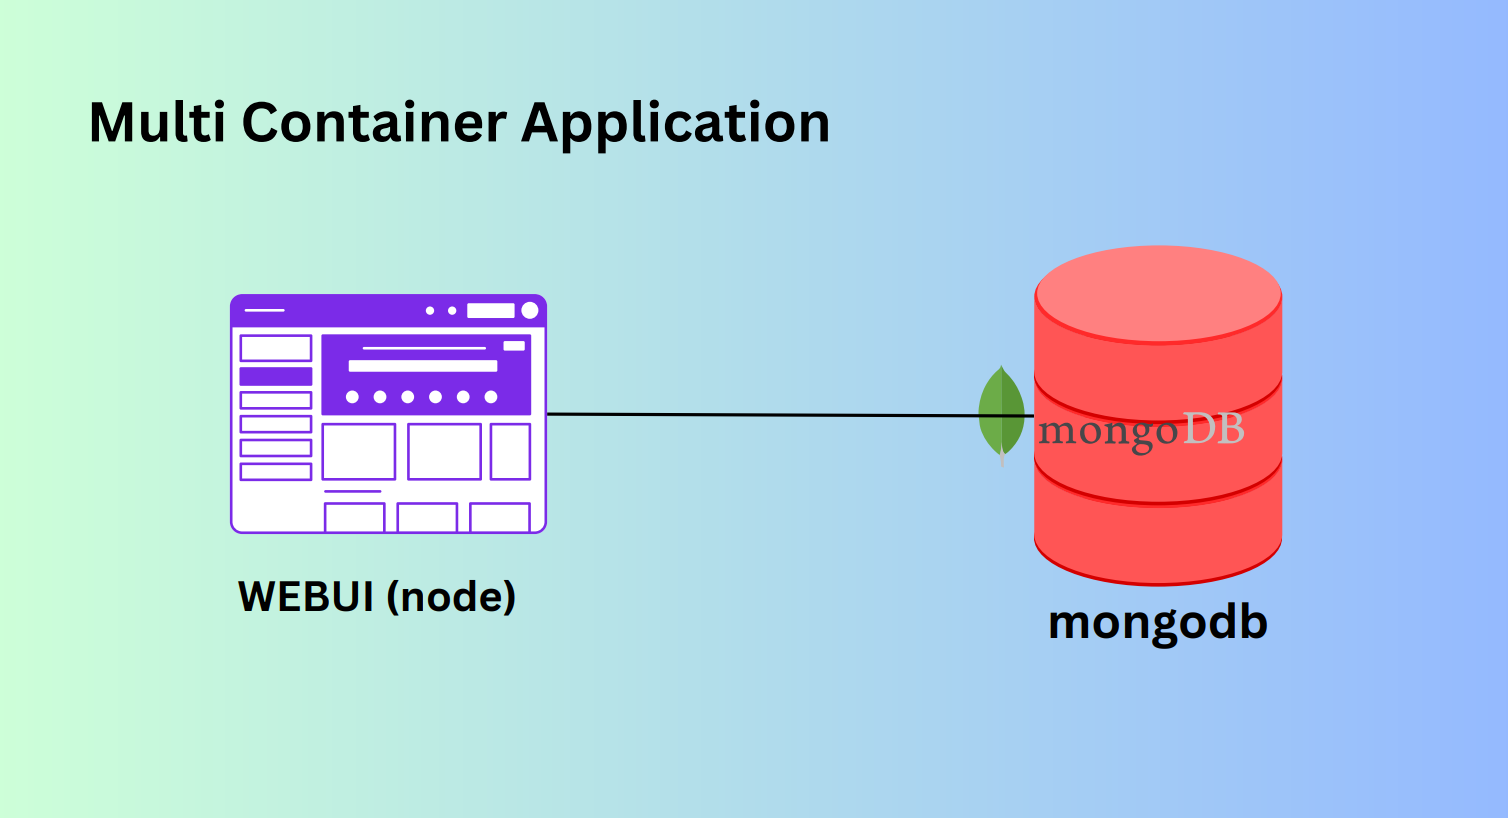 Multi Container Application
mongoDB
WEBUI (node)
mongodb